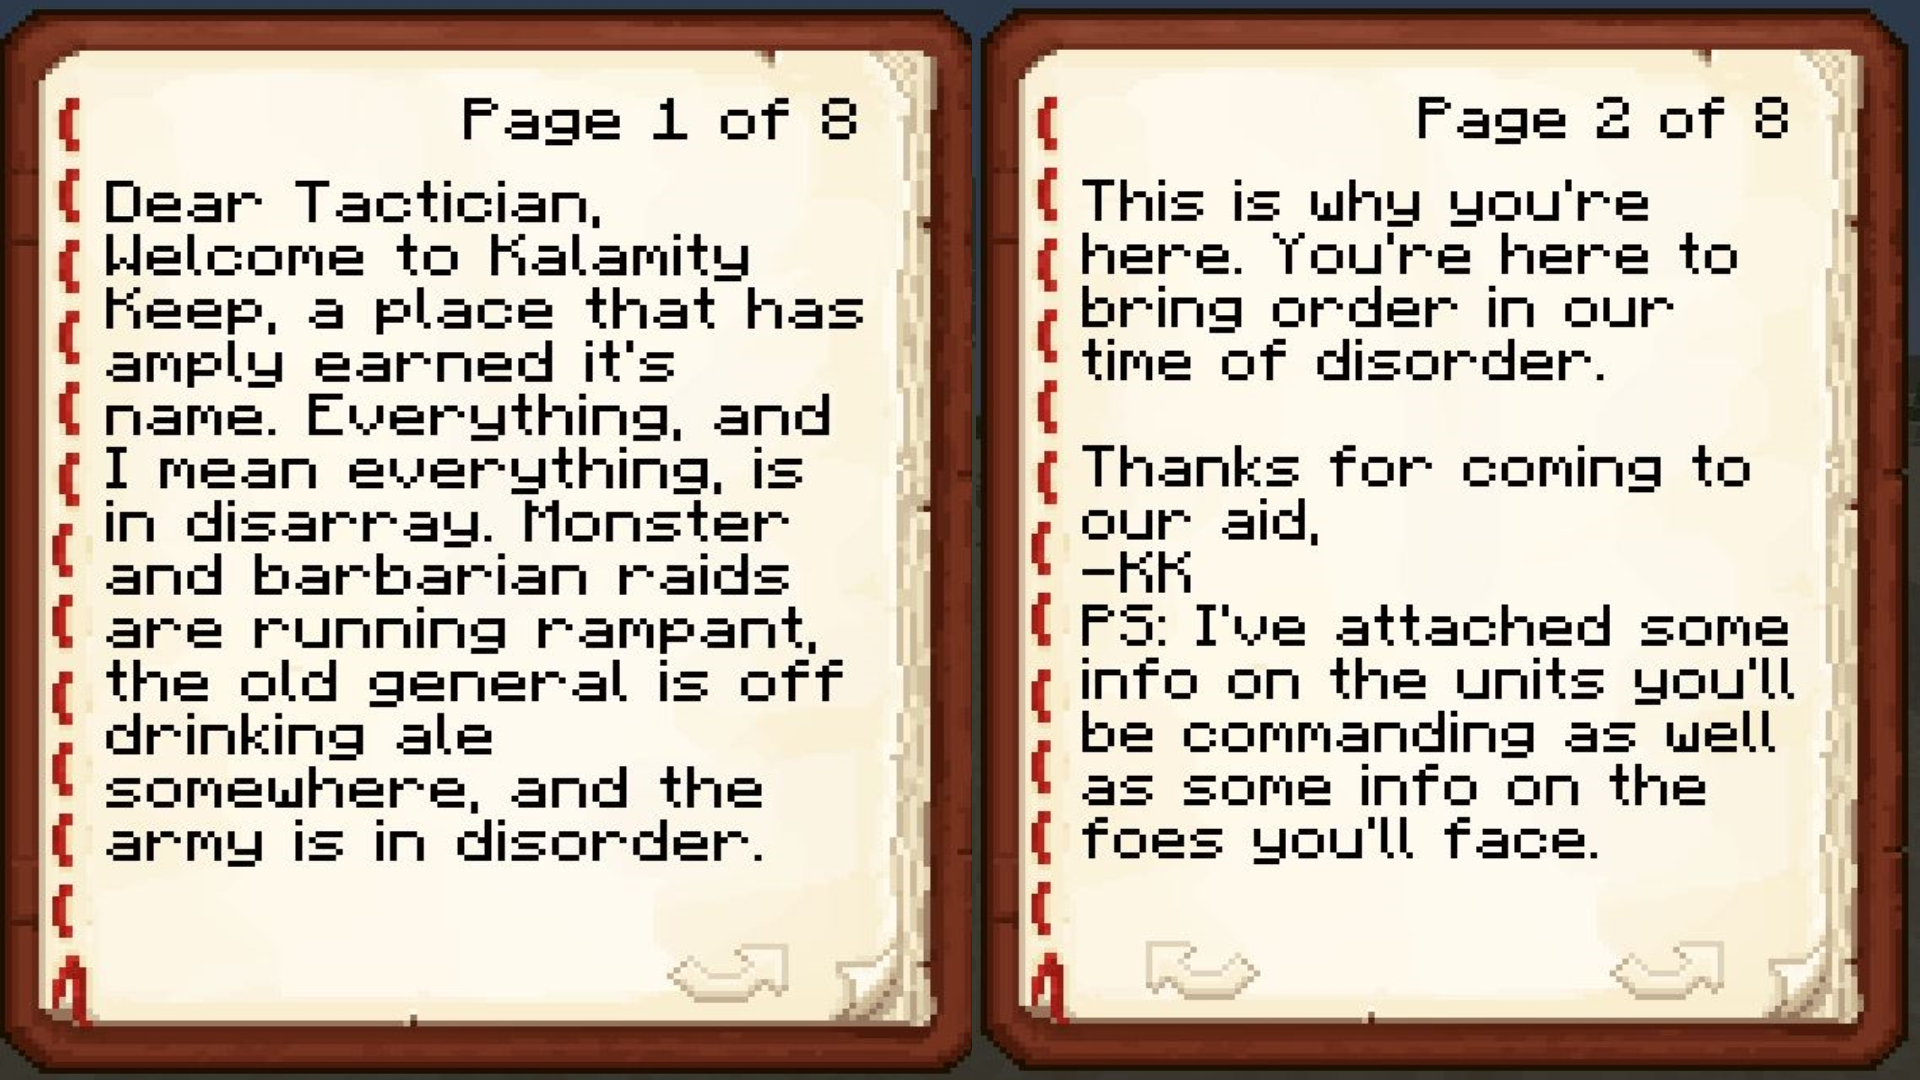 Page 1 of 8
Dear Tactician,
Welcome to Kalamity
Keep, a place that has
amply earned it's
name. Everything, and
I mean everything, is
in disarray. Monster
and barbarian raids
are running rampant,
the old general is off
drinking ale
somewhere, and the
army is in disorder.
Page 2 of 8
This is why you're
here. You're here to
bring order in our
time of disorder.
Thanks for coming to
our aid,
-KK
PS: I've attached some
info on the units you'll
be commanding as well
as some info on the
foes you'll face.